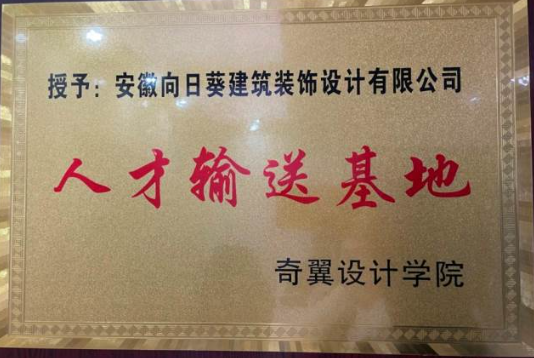 授予：安徽向日葵建筑装饰设计有限公司
人才输送基地
奇翼设计学院